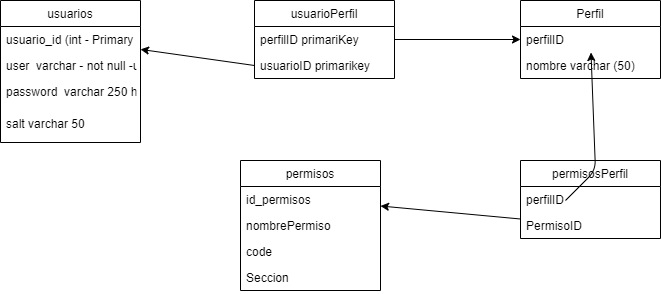 usuarios
usuario_id (int - Primary
user varchar - not null -u
password varchar 250 h
salt varchar 50
usuarioPerfil
perfilID primariKey
usuarioID primarikey
Perfil
perfilID
nombre varchar (50)
permisos
id_permisos
nombrePermiso
code
Seccion
permisosPerfil
perfilID
PermisoID